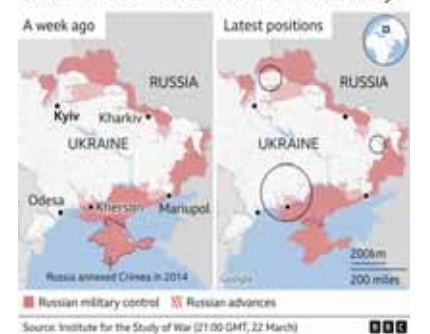 A week ago
Latest positions
RUSSIA
RUSSIA
Kyiv
Kharkiv
UKRAINE
UKRAINE
Odesa
Kherson
Mariupol
Russia annexed Crimea in 2014
200km
200 miles
Russian military control
Russian advances
Source: Institute for the Study of War (21:00 GMT, 22 March)
BBC